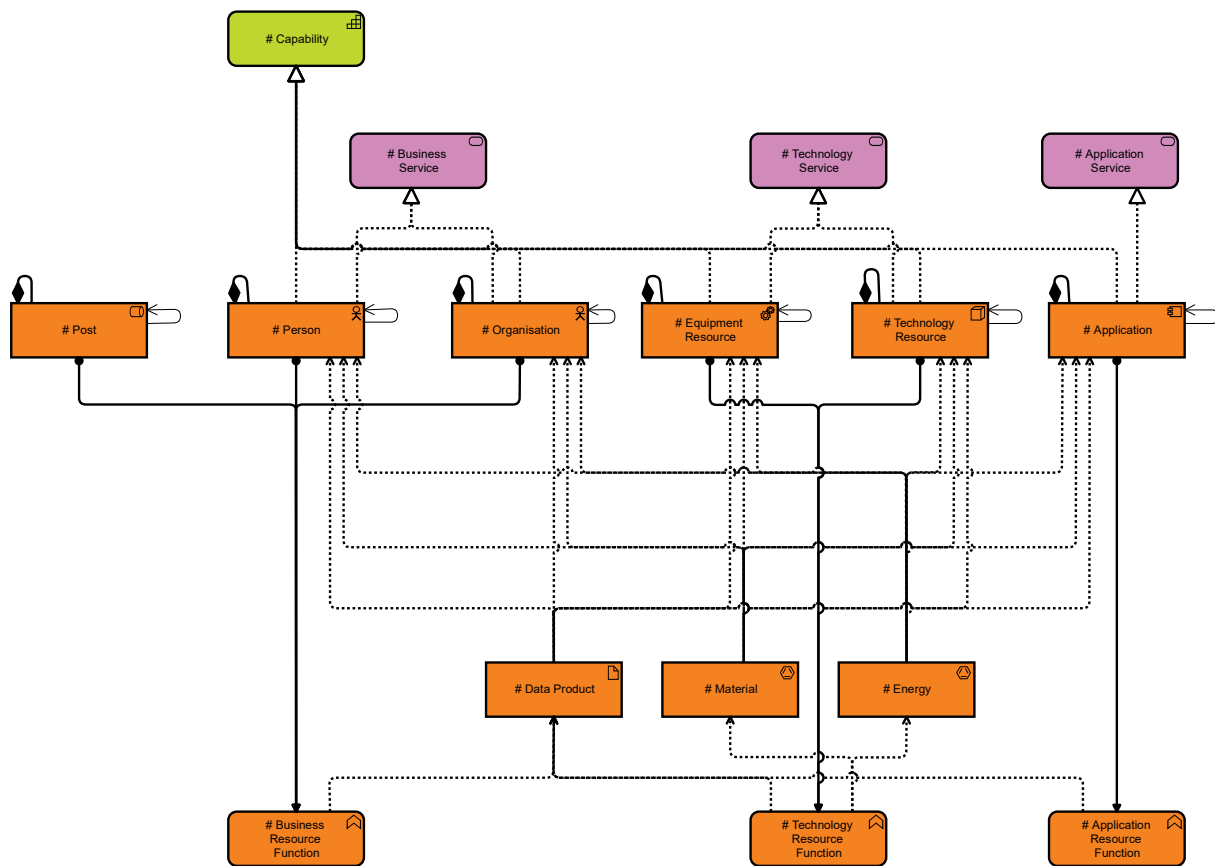 # Capability
# Business
Service
# Technology
Service
# Application
Service
# Post
# Person
# Organisation
# Equipment
Resource
# Technology
Resource
# Application
# Data Product
# Material
# Energy
# Business
Resource
Function
# Technology
Resource
Function
# Application
Resource
Function